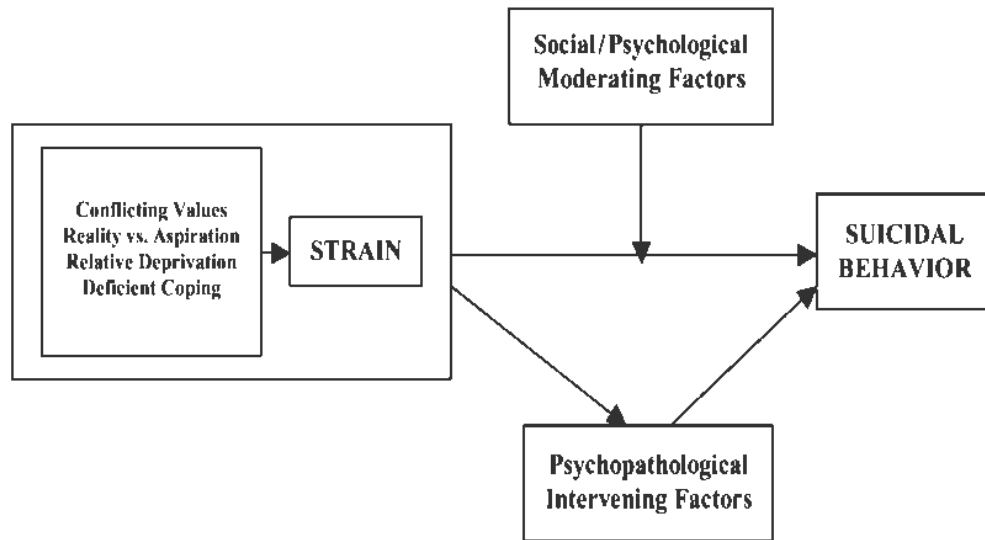 Social/Psychological
Moderating Factors
Conflicting Values
Reality vs. Aspiration
Relative Deprivation
Deficient Coping
STRAIN
SUICIDAL
BEHAVIOR
Psychopathological
Intervening Factors